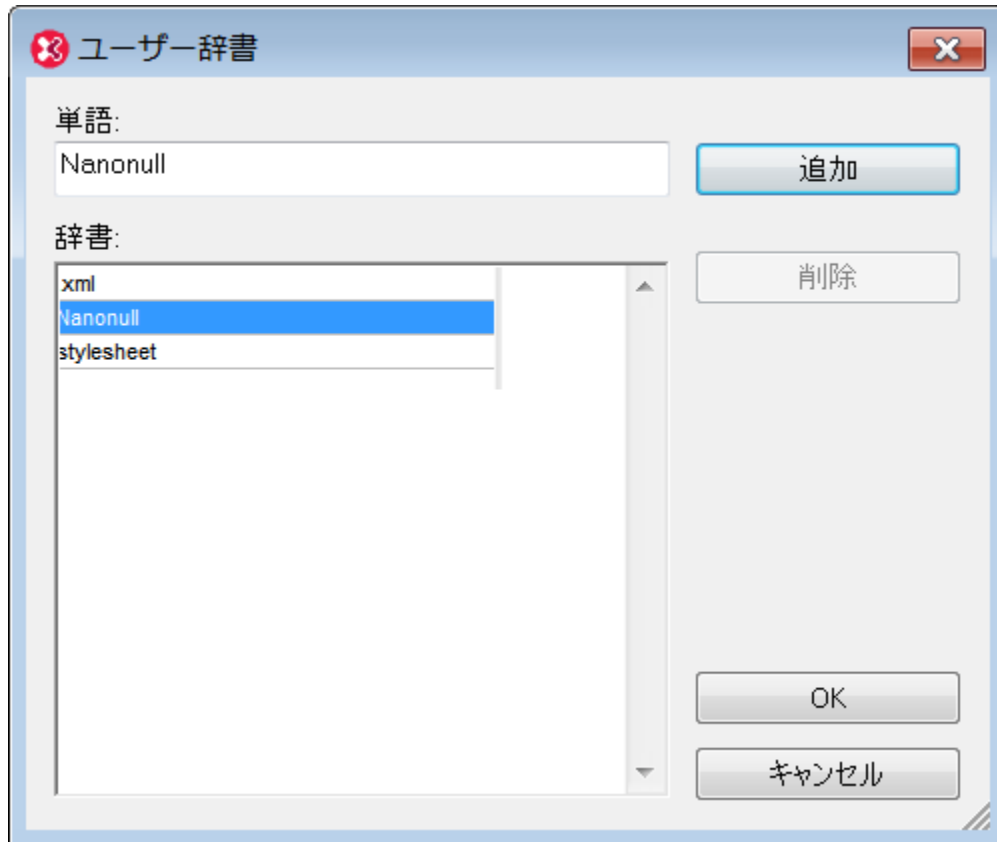 ユーザー辞書
単語:
Nanonull
追加
辞書:
xml
Nanonull
stylesheet
削除
OK
キャンセル